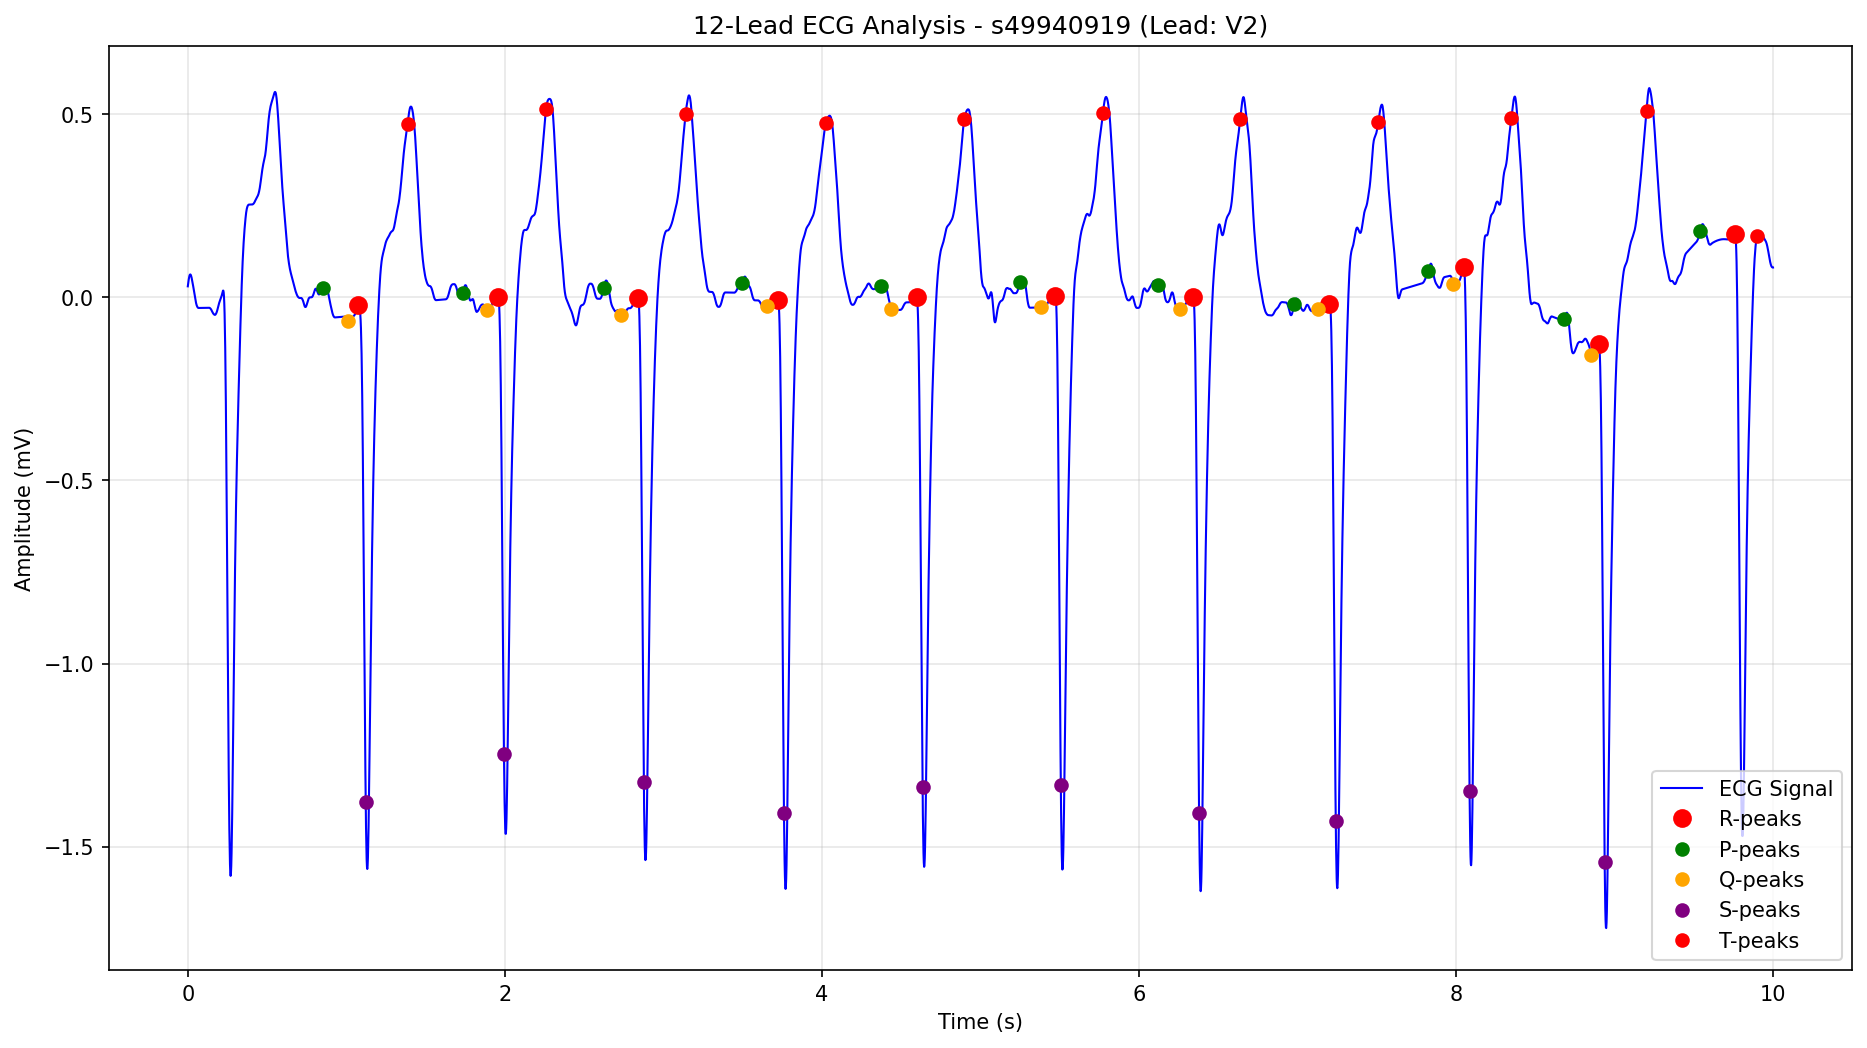 12-Lead ECG Analysis - s49940919 (Lead: V2)
Amplitude (mV)
0.5
0.0
−0.5
−1.0
−1.5
ECG Signal
R-peaks
P-peaks
Q-peaks
S-peaks
T-peaks
0 2 4 6 8 10
Time (s)